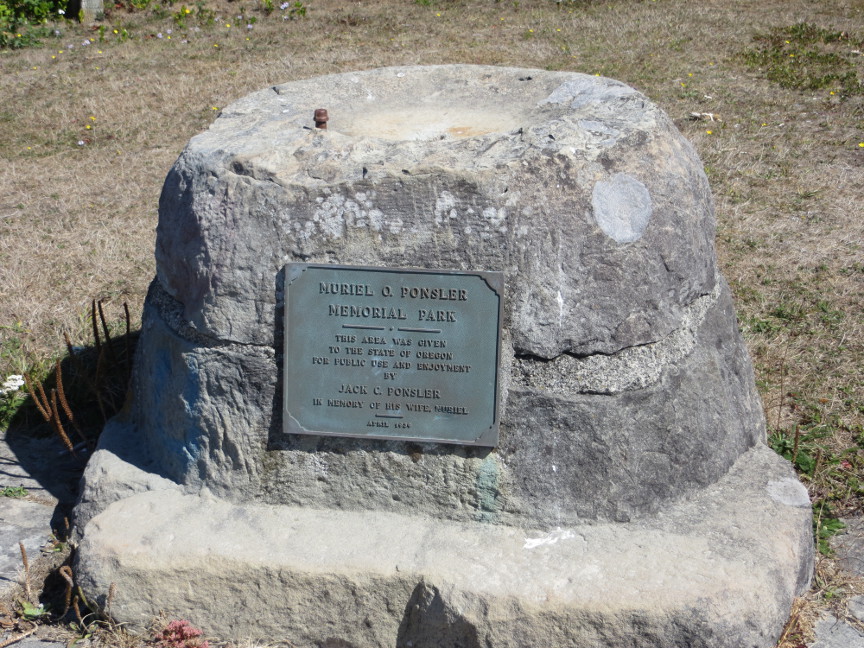 MURIEL O. PONSLER
MEMORIAL PARK
THIS AREA WAS GIVEN
TO THE STATE OF OREGON
FOR PUBLIC USE AND ENJOYMENT
BY
JACK C. PONSLER
IN MEMORY OF HIS WIFE, MURIEL
APRIL